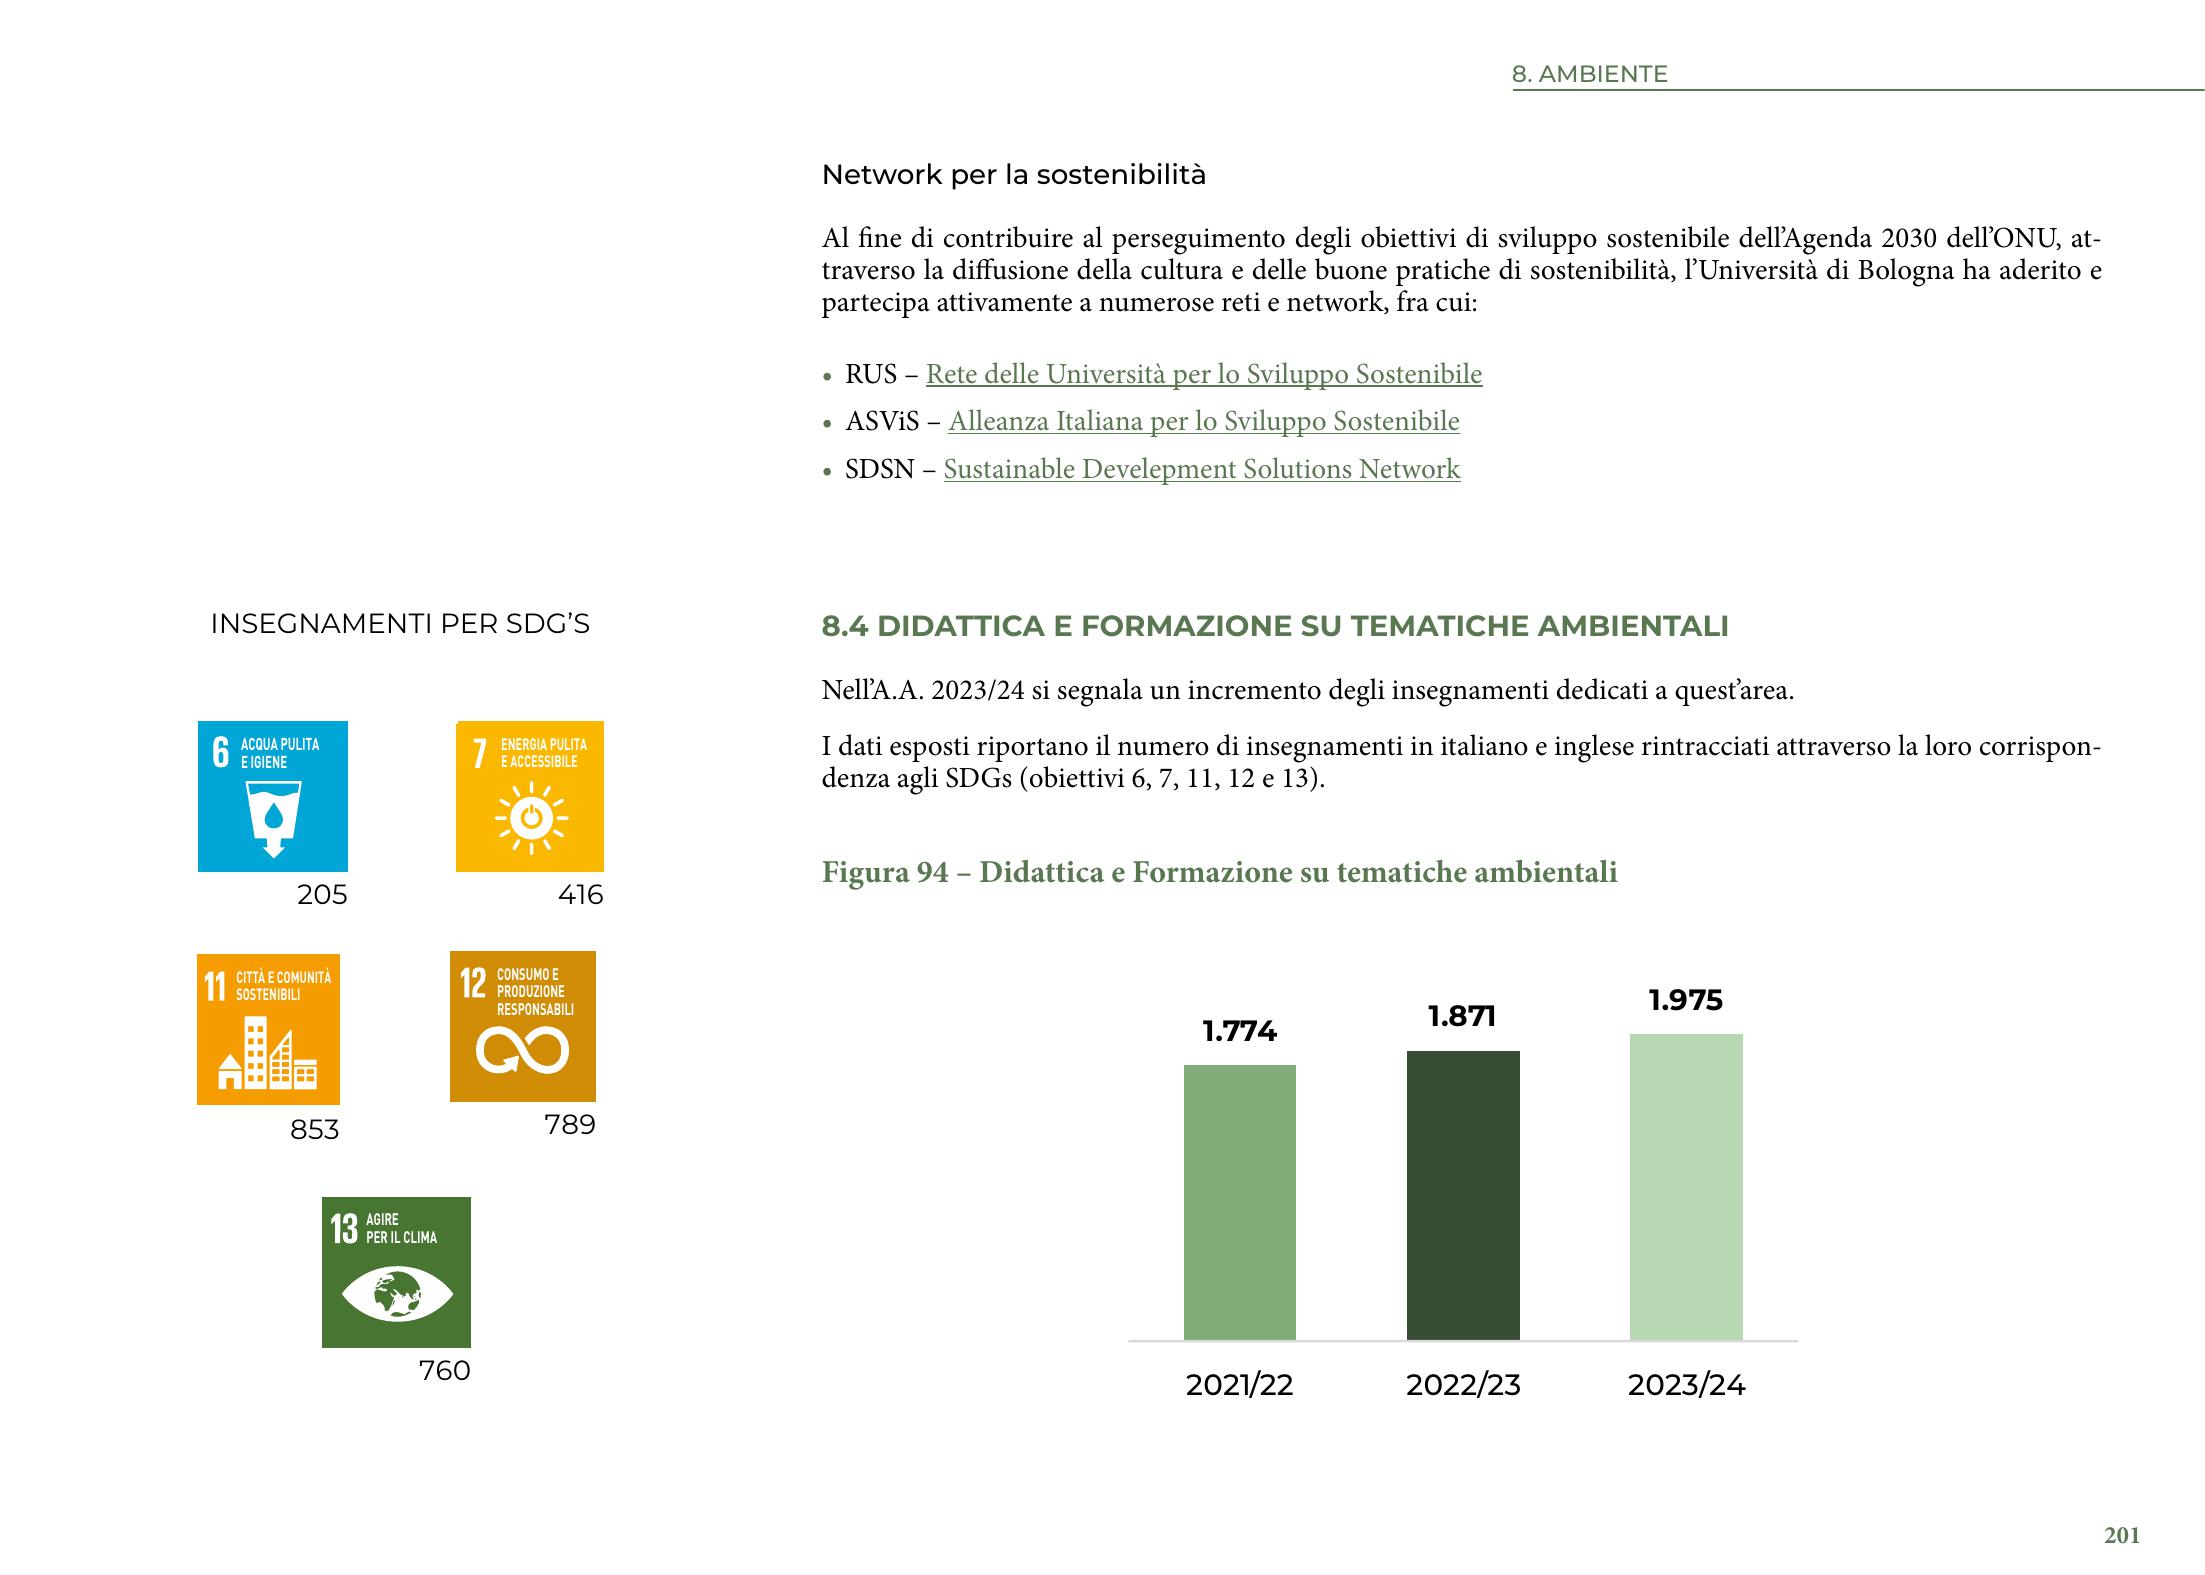 8. AMBIENTE
Network per la sostenibilità
Al fine di contribuire al perseguimento degli obiettivi di sviluppo sostenibile dell’Agenda 2030 dell’ONU, at-
traverso la diffusione della cultura e delle buone pratiche di sostenibilità, l’Università di Bologna ha aderito e
partecipa attivamente a numerose reti e network, fra cui:
• RUS – Rete delle Università per lo Sviluppo Sostenibile
• ASViS – Alleanza Italiana per lo Sviluppo Sostenibile
• SDSN – Sustainable Develepment Solutions Network
INSEGNAMENTI PER SDG’S
6 ACQUA PULITA
E IGIENE
205
7 ENERGIA PULITA
E ACCESSIBILE
416
11 CITTÀ E COMUNITÀ
SOSTENIBILI
853
12 CONSUMO E
PRODUZIONE
RESPONSABILI
789
13 AGIRE
PER IL CLIMA
760
8.4 DIDATTICA E FORMAZIONE SU TEMATICHE AMBIENTALI
Nell’A.A. 2023/24 si segnala un incremento degli insegnamenti dedicati a quest’area.
I dati esposti riportano il numero di insegnamenti in italiano e inglese rintracciati attraverso la loro corrispon-
denza agli SDGs (obiettivi 6, 7, 11, 12 e 13).
Figura 94 – Didattica e Formazione su tematiche ambientali
1.774
1.871
1.975
2021/22
2022/23
2023/24
201